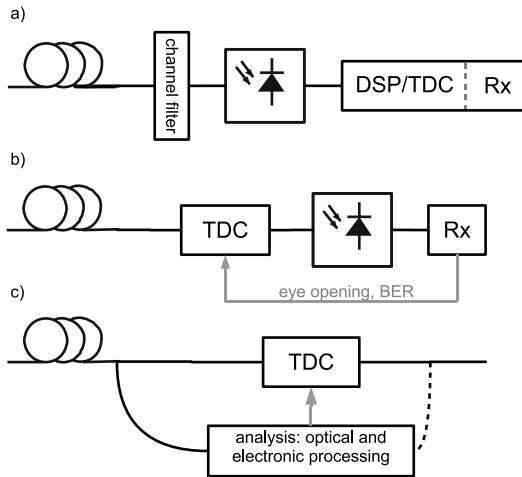 a)
channel filter
DSP/TDC
Rx
b)
TDC
Rx
eye opening, BER
c)
TDC
analysis: optical and
electronic processing